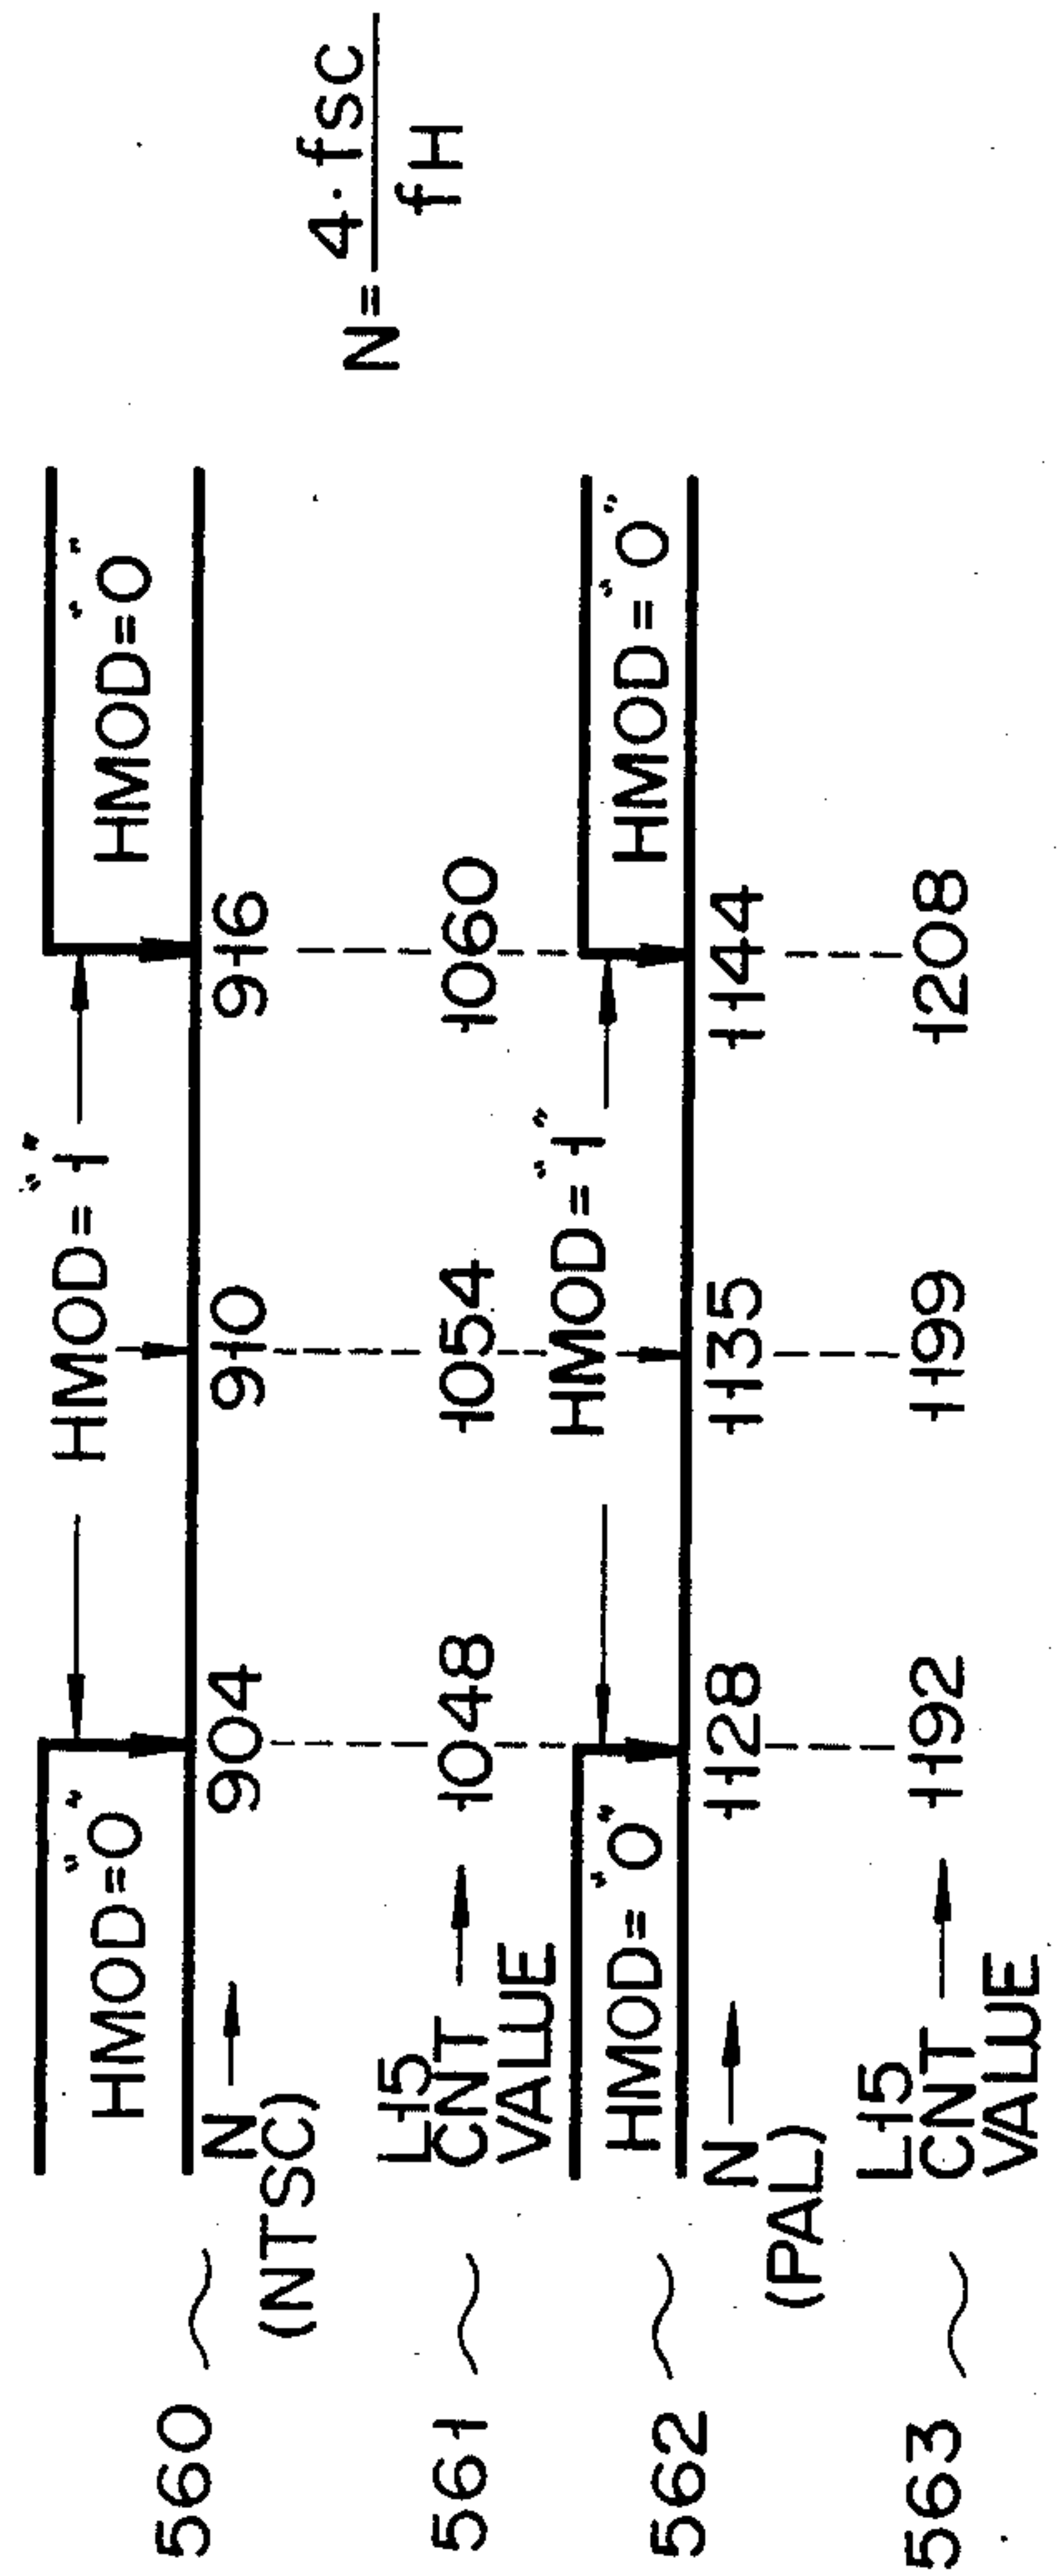 HMOD="0" HMOD="1" HMOD="0"
560 N 904 910 916
(NTSC)
N=4·fSC/fH
561 L15 CNT VALUE 1048 1054 1060
HMOD="0" HMOD="1" HMOD="0"
562 N 1128 1135 1144
(PAL)
563 L15 CNT VALUE 1192 1199 1208